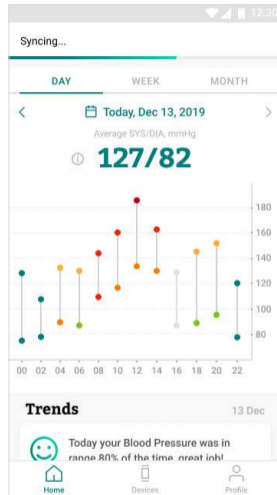 12:30
Syncing...
DAY WEEK MONTH
Today, Dec 13, 2019
Average SYS/DIA, mmHg
127/82
180
160
140
120
100
00 02 04 06 08 10 12 14 16 18 20 22
Trends 13 Dec
Today your Blood Pressure was in
range 80% of the time, great job!
Home Devices Profile